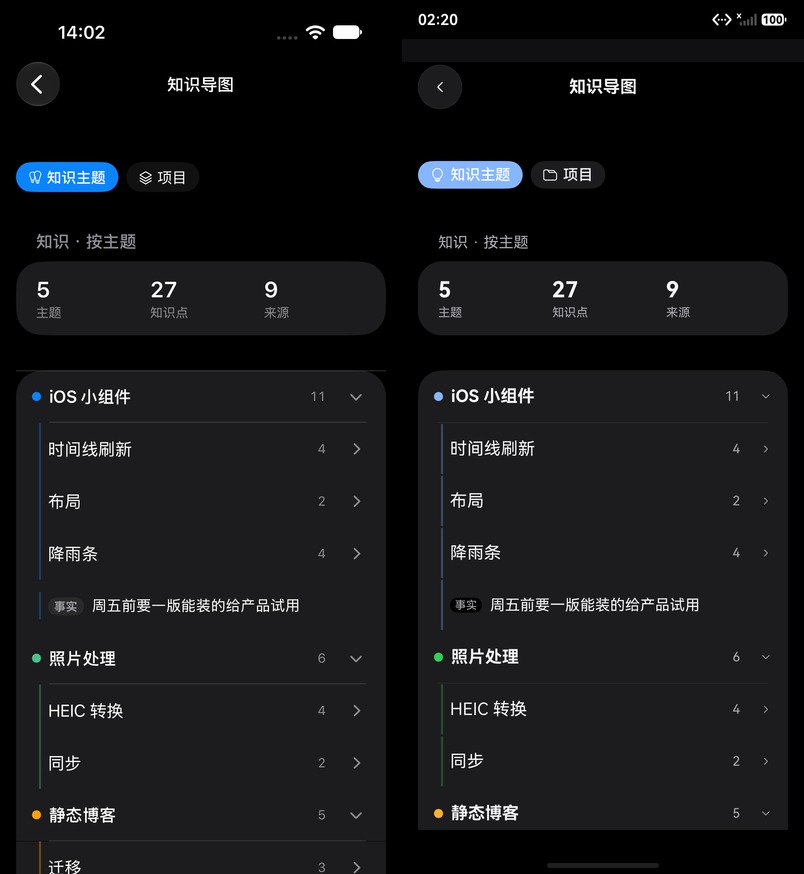 14:02
知识导图
知识主题 项目
知识 · 按主题
5 27 9
主题 知识点 来源
iOS 小组件 11
时间线刷新 4
布局 2
降雨条 4
事实 周五前要一版能装的给产品试用
照片处理 6
HEIC 转换 4
同步 2
静态博客 5
迁移 3
02:20 100
知识导图
知识主题 项目
知识 · 按主题
5 27 9
主题 知识点 来源
iOS 小组件 11
时间线刷新 4
布局 2
降雨条 4
事实 周五前要一版能装的给产品试用
照片处理 6
HEIC 转换 4
同步 2
静态博客 5